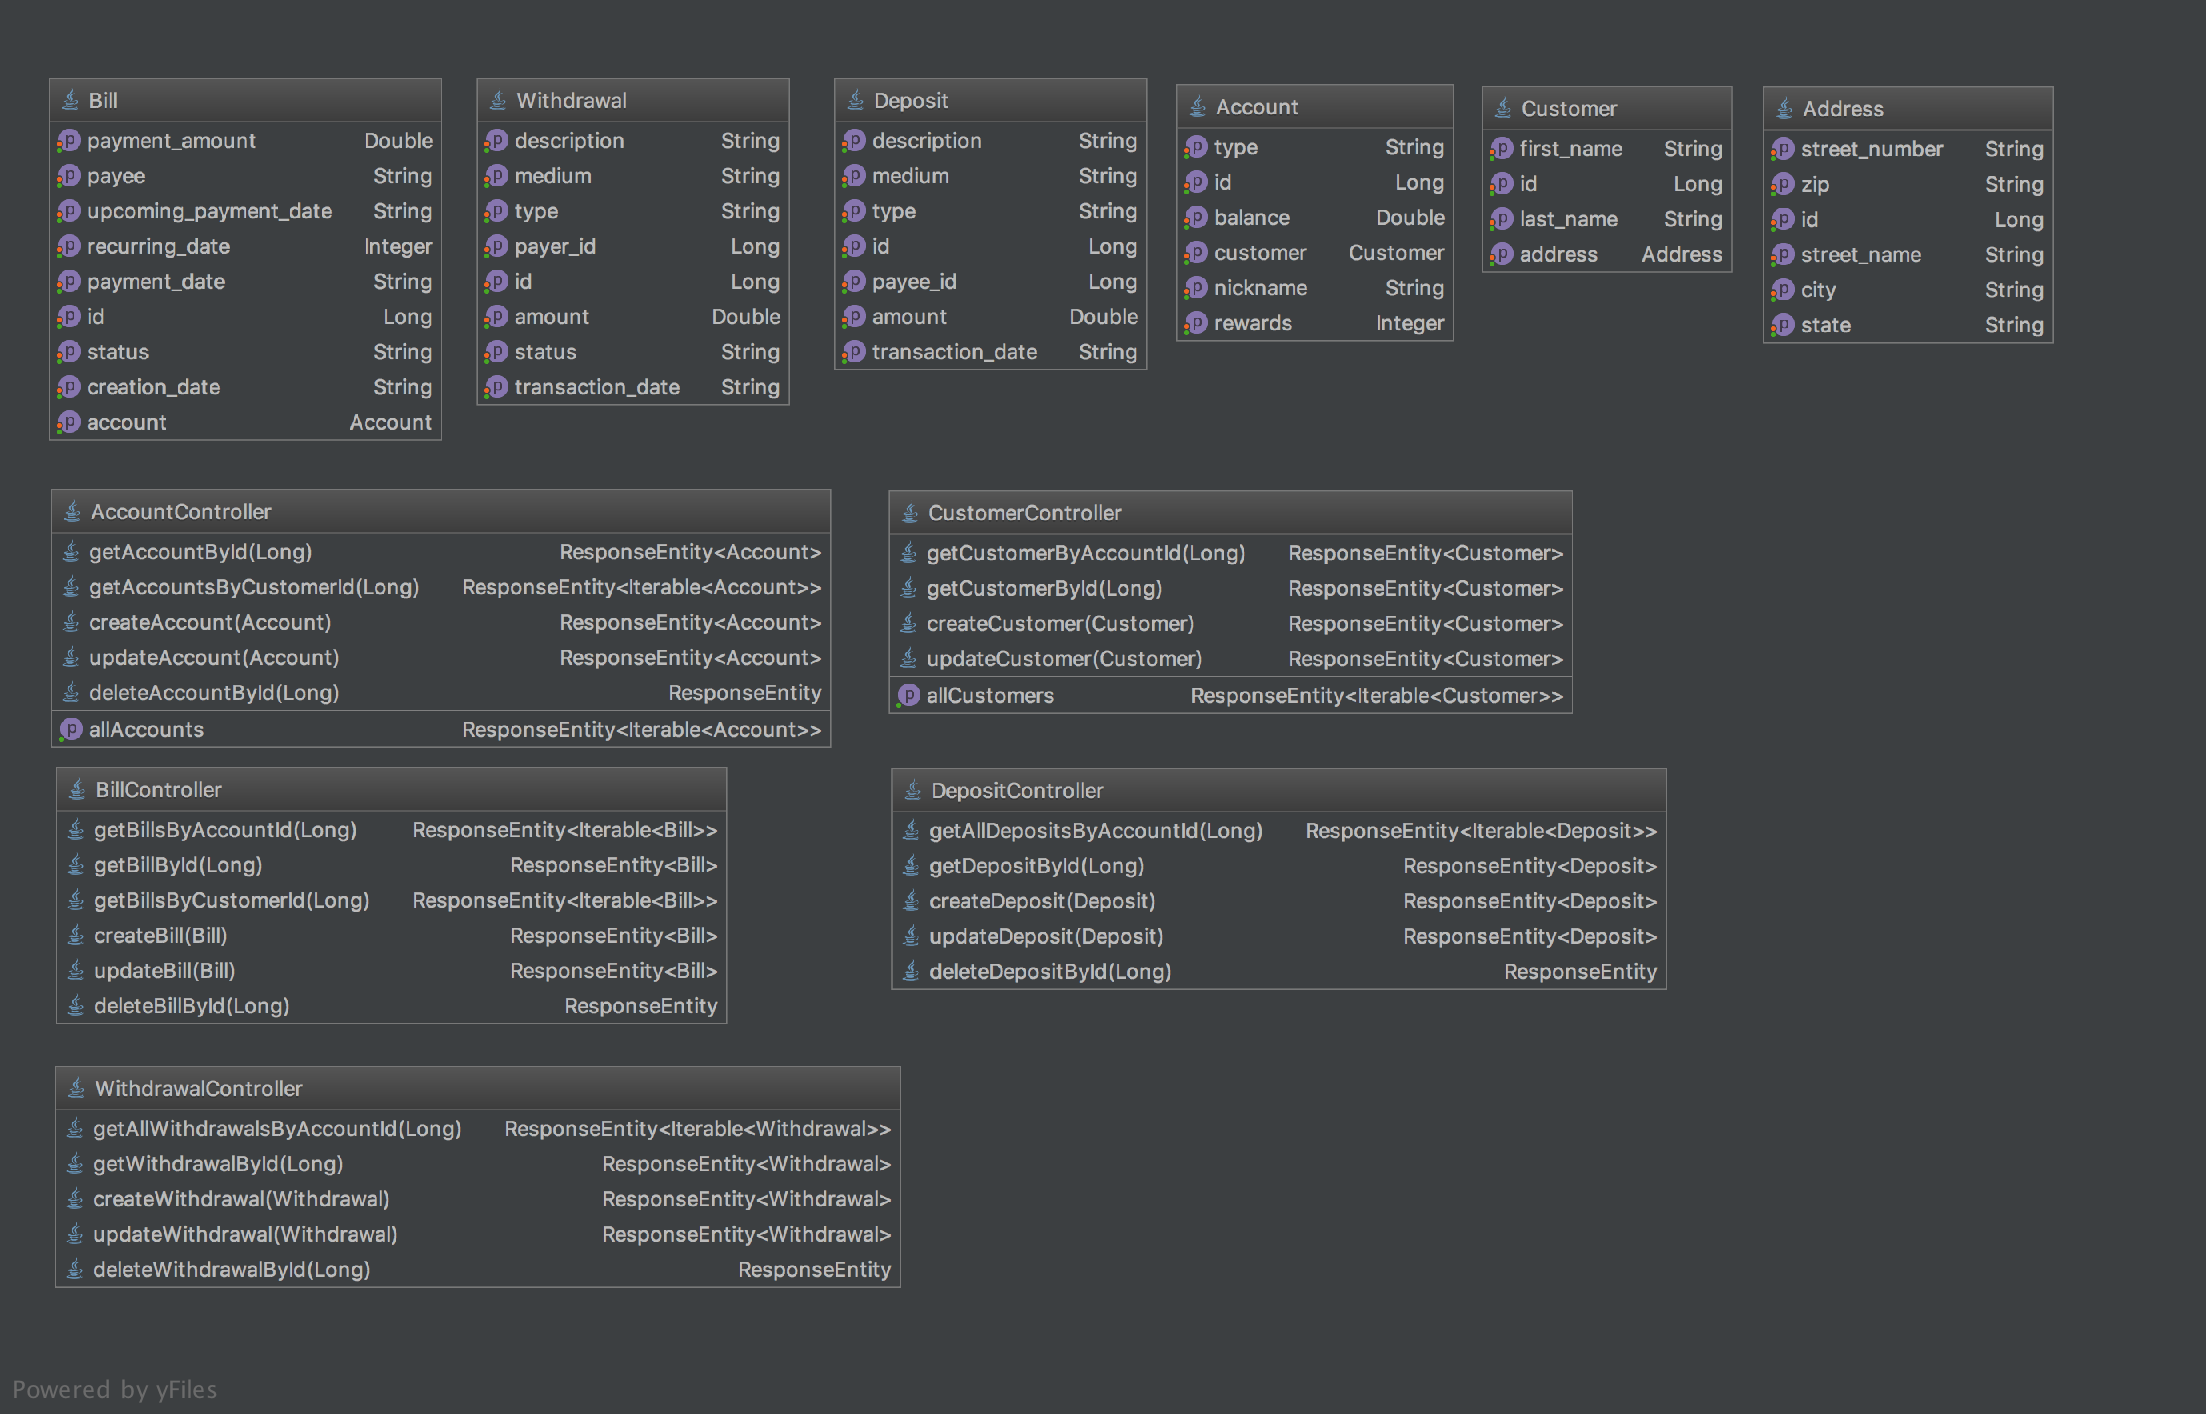 Bill
payment_amount Double
payee String
upcoming_payment_date String
recurring_date Integer
payment_date String
id Long
status String
creation_date String
account Account
Withdrawal
description String
medium String
type String
payer_id Long
id Long
amount Double
status String
transaction_date String
Deposit
description String
medium String
type String
id Long
payee_id Long
amount Double
transaction_date String
Account
type String
id Long
balance Double
customer Customer
nickname String
rewards Integer
Customer
first_name String
id Long
last_name String
address Address
Address
street_number String
zip String
id Long
street_name String
city String
state String
AccountController
getAccountById(Long) ResponseEntity<Account>
getAccountsByCustomerId(Long) ResponseEntity<Iterable<Account>>
createAccount(Account) ResponseEntity<Account>
updateAccount(Account) ResponseEntity<Account>
deleteAccountById(Long) ResponseEntity
allAccounts ResponseEntity<Iterable<Account>>
CustomerController
getCustomerByAccountId(Long) ResponseEntity<Customer>
getCustomerById(Long) ResponseEntity<Customer>
createCustomer(Customer) ResponseEntity<Customer>
updateCustomer(Customer) ResponseEntity<Customer>
allCustomers ResponseEntity<Iterable<Customer>>
BillController
getBillsByAccountId(Long) ResponseEntity<Iterable<Bill>>
getBillById(Long) ResponseEntity<Bill>
getBillsByCustomerId(Long) ResponseEntity<Iterable<Bill>>
createBill(Bill) ResponseEntity<Bill>
updateBill(Bill) ResponseEntity<Bill>
deleteBillById(Long) ResponseEntity
DepositController
getAllDepositsByAccountId(Long) ResponseEntity<Iterable<Deposit>>
getDepositById(Long) ResponseEntity<Deposit>
createDeposit(Deposit) ResponseEntity<Deposit>
updateDeposit(Deposit) ResponseEntity<Deposit>
deleteDepositById(Long) ResponseEntity
WithdrawalController
getAllWithdrawalsByAccountId(Long) ResponseEntity<Iterable<Withdrawal>>
getWithdrawalById(Long) ResponseEntity<Withdrawal>
createWithdrawal(Withdrawal) ResponseEntity<Withdrawal>
updateWithdrawal(Withdrawal) ResponseEntity<Withdrawal>
deleteWithdrawalById(Long) ResponseEntity
Powered by yFiles